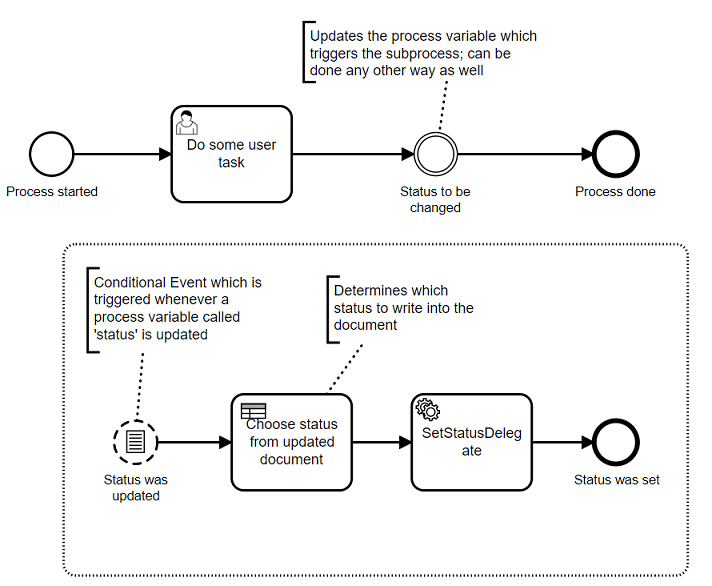 Updates the process variable which
triggers the subprocess; can be
done any other way as well
Do some user
task
Process started
Status to be
changed
Process done
Conditional Event which is
triggered whenever a
process variable called
'status' is updated
Determines which
status to write into the
document
Choose status
from updated
document
SetStatusDeleg
ate
Status was
updated
Status was set